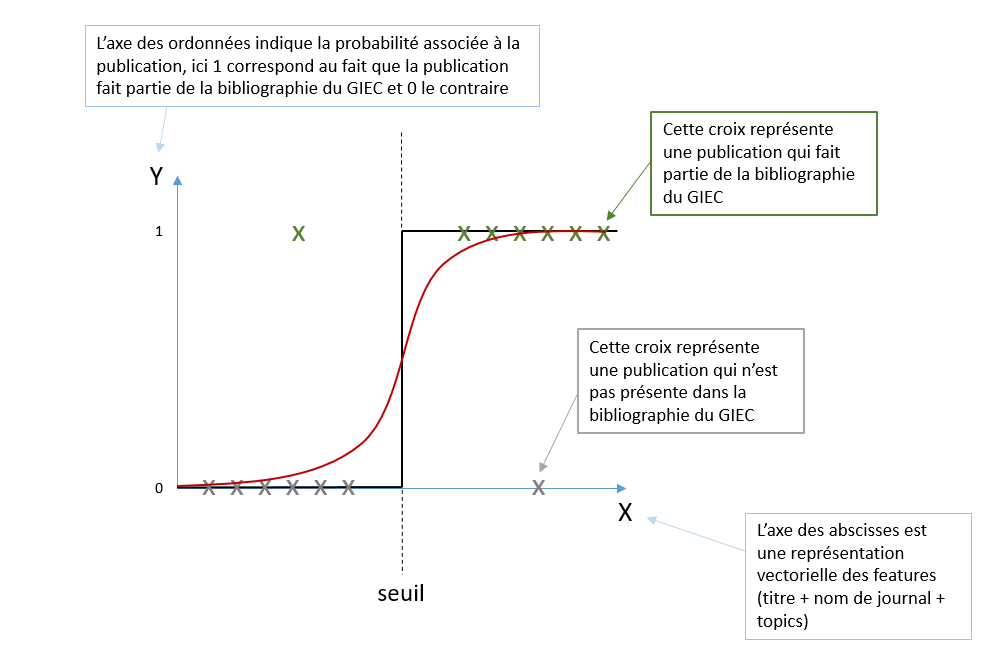 L'axe des ordonnées indique la probabilité associée à la
publication, ici 1 correspond au fait que la publication
fait partie de la bibliographie du GIEC et 0 le contraire
Cette croix représente
une publication qui fait
partie de la bibliographie
du GIEC
Y
1
X
X X X X X X
Cette croix représente
une publication qui n'est
pas présente dans la
bibliographie du GIEC
0
X X X X X X
X
X
L'axe des abscisses est
une représentation
vectorielle des features
(titre + nom de journal +
topics)
seuil